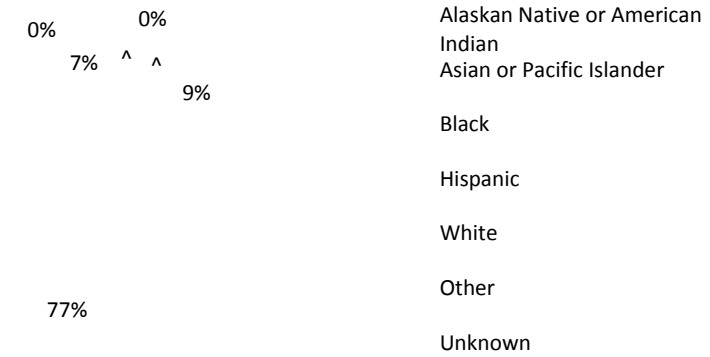 0%
0%
7%
^
^
9%
77%
Alaskan Native or American
Indian
Asian or Pacific Islander
Black
Hispanic
White
Other
Unknown